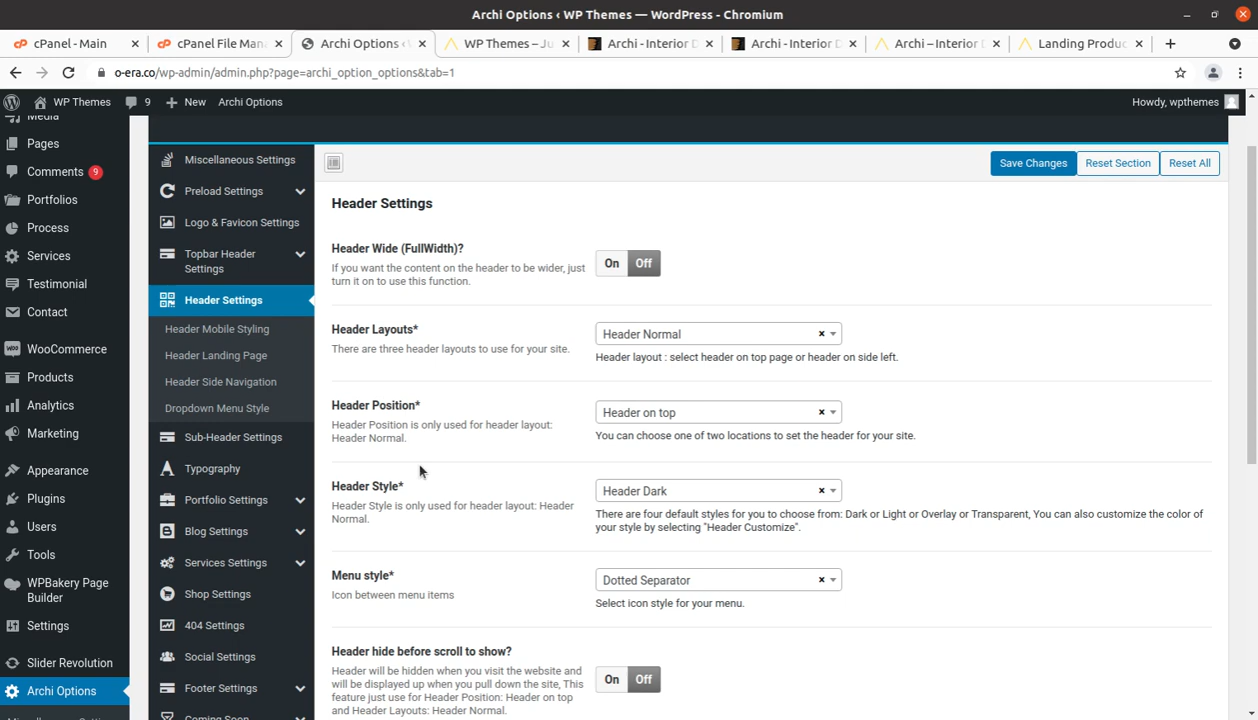 Archi Options ‹ WP Themes — WordPress - Chromium
cPanel - Main
cPanel File Mana
Archi Options ‹ 
WP Themes – Ju
Archi - Interior D
Archi - Interior D
Archi – Interior D
Landing Produc
o-era.co/wp-admin/admin.php?page=archi_option_options&tab=1
WP Themes
9
New
Archi Options
Howdy, wpthemes
Media
Pages
Comments 9
Portfolios
Process
Services
Testimonial
Contact
WooCommerce
Products
Analytics
Marketing
Appearance
Plugins
Users
Tools
WPBakery Page
Builder
Settings
Slider Revolution
Archi Options
Miscellaneous Settings
Preload Settings
Logo & Favicon Settings
Topbar Header
Settings
Header Settings
Header Mobile Styling
Header Landing Page
Header Side Navigation
Dropdown Menu Style
Sub-Header Settings
Typography
Portfolio Settings
Blog Settings
Services Settings
Shop Settings
404 Settings
Social Settings
Footer Settings
Coming Soon
Save Changes
Reset Section
Reset All
Header Settings
Header Wide (FullWidth)?
If you want the content on the header to be wider, just
turn it on to use this function.
On Off
Header Layouts*
There are three header layouts to use for your site.
Header Normal
Header layout : select header on top page or header on side left.
Header Position*
Header Position is only used for header layout:
Header Normal.
Header on top
You can choose one of two locations to set the header for your site.
Header Style*
Header Style is only used for header layout: Header
Normal.
Header Dark
There are four default styles for you to choose from: Dark or Light or Overlay or Transparent, You can also customize the color of
your style by selecting "Header Customize".
Menu style*
Icon between menu items
Dotted Separator
Select icon style for your menu.
Header hide before scroll to show?
Header will be hidden when you visit the website and
will be displayed up when you pull down the site, This
feature just use for Header Position: Header on top
and Header Layouts: Header Normal.
On Off